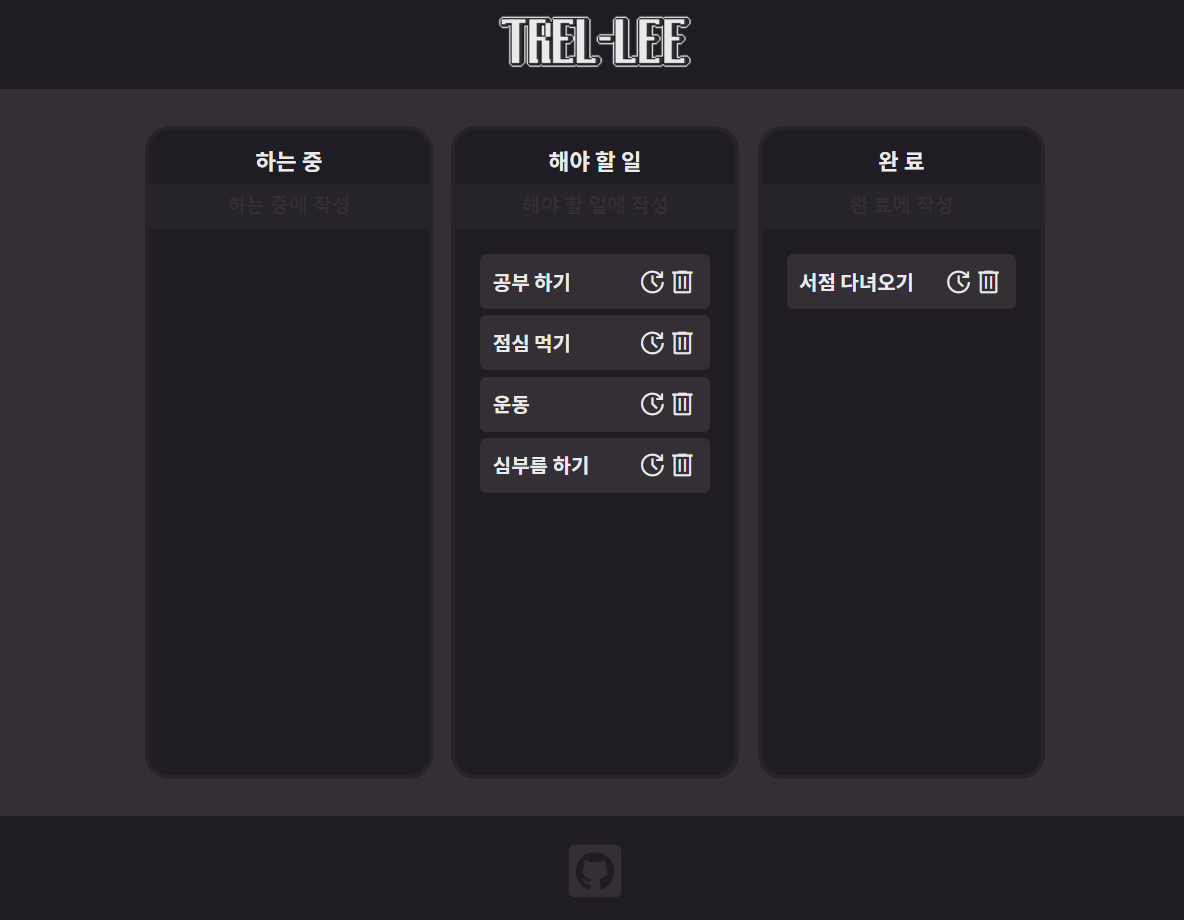 TREL-LEE
하는 중
하는 중에 작성
해야 할 일
해야 할 일에 작성
공부 하기
점심 먹기
운동
심부름 하기
완 료
완 료에 작성
서점 다녀오기